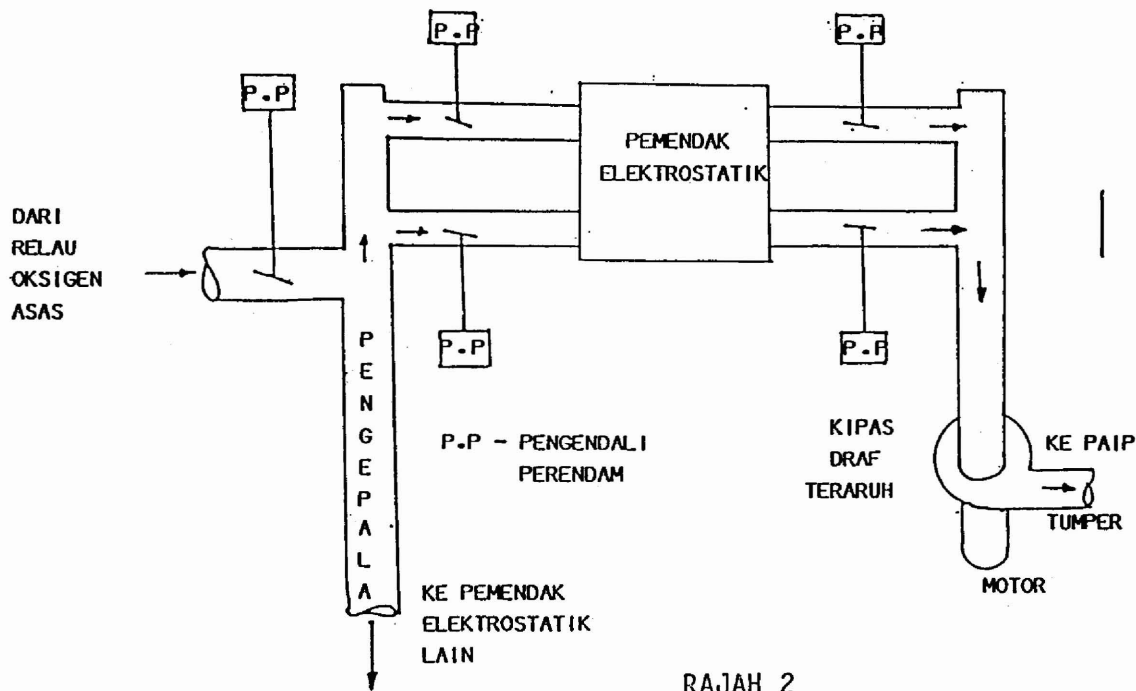 P.P
P.P
P.P
PEMENDAK
ELEKTROSTATIK
DARI
RELAU
OKSIGEN
ASAS
P.P
P.P
PENGEPALA
P.P - PENGENDALI
PERENDAM
KIPAS
DRAF
TERARUH
KE PAIP
TUMPER
MOTOR
KE PEMENDAK
ELEKTROSTATIK
LAIN
RAJAH 2